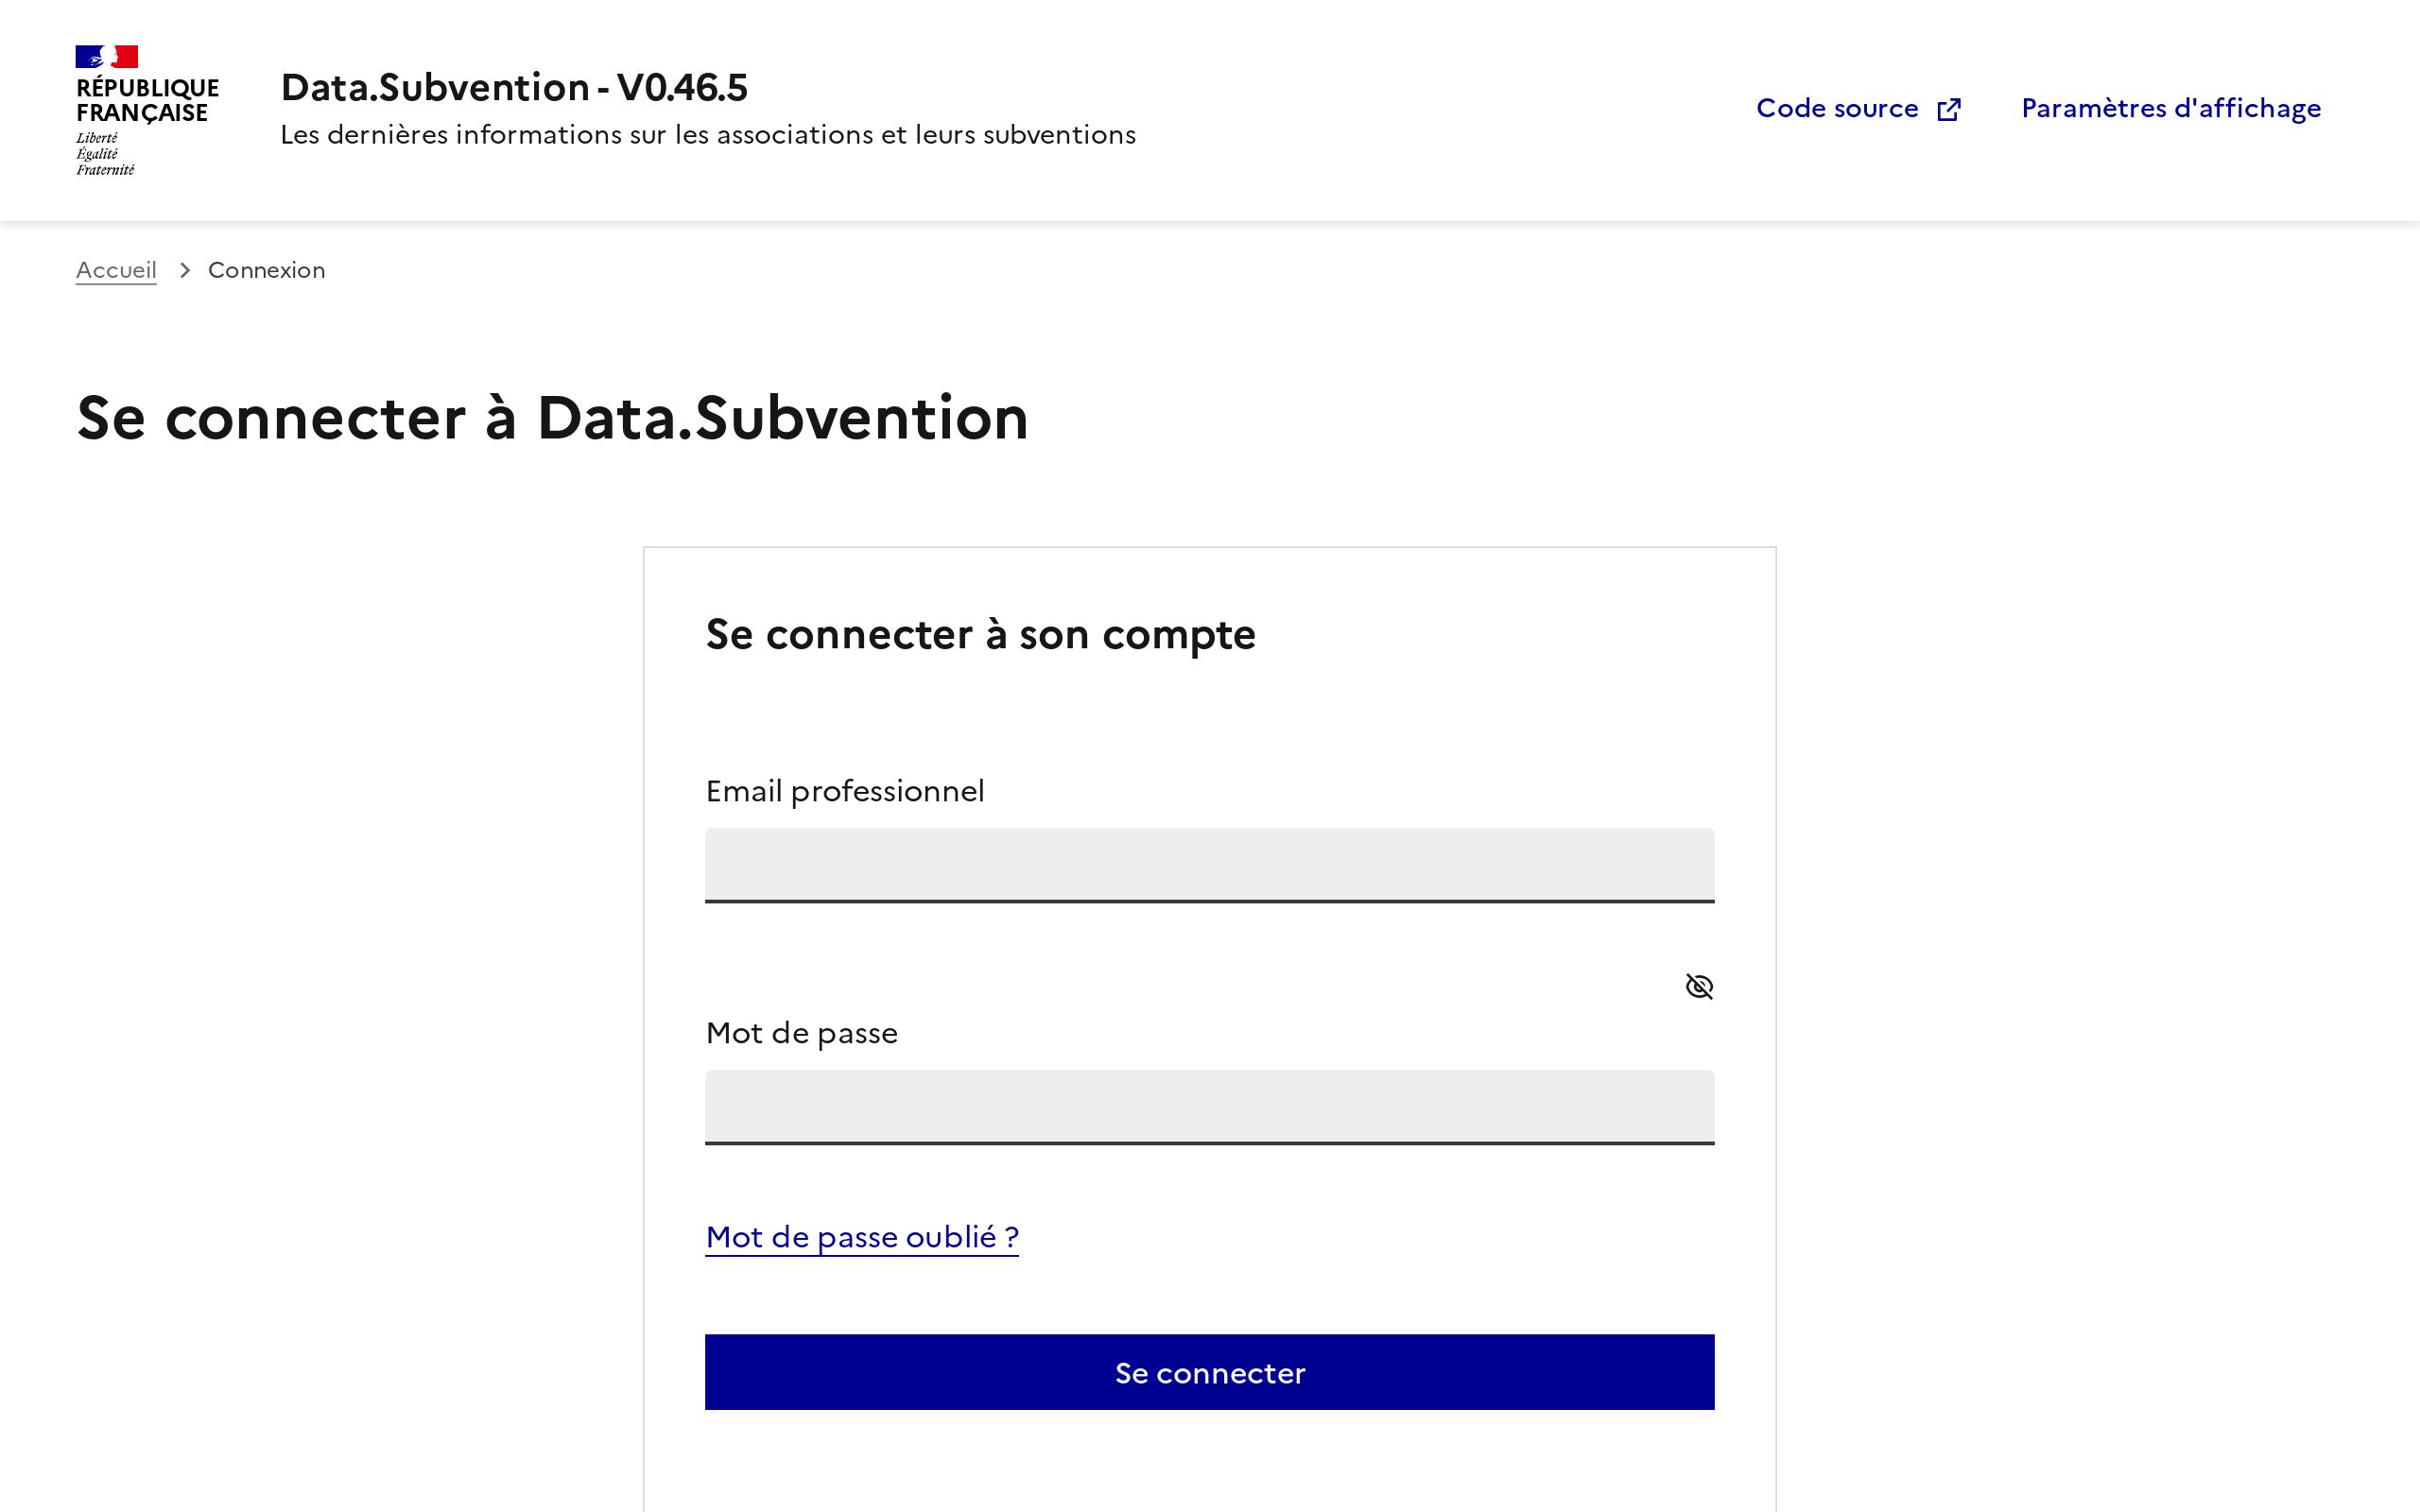 RÉPUBLIQUE
FRANÇAISE
Liberté
Égalité
Fraternité
Data.Subvention - V0.46.5
Les dernières informations sur les associations et leurs subventions
Code source
Paramètres d'affichage
Accueil
Connexion
Se connecter à Data.Subvention
Se connecter à son compte
Email professionnel
Mot de passe
Mot de passe oublié ?
Se connecter